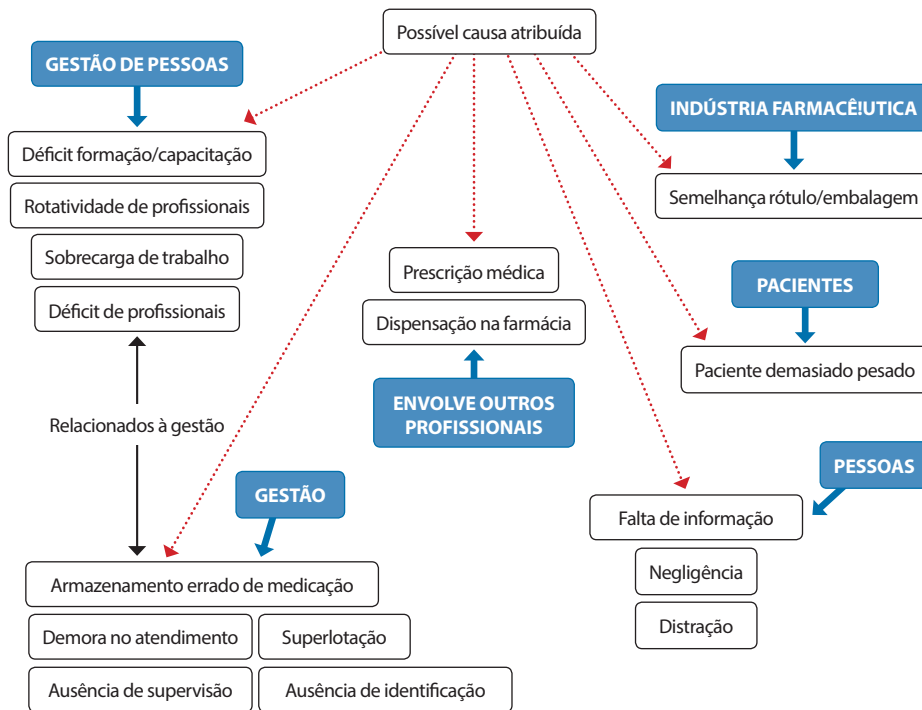 Possível causa atribuída
GESTÃO DE PESSOAS
Déficit formação/capacitação
Rotatividade de profissionais
Sobrecarga de trabalho
Déficit de profissionais
Relacionados à gestão
GESTÃO
Armazenamento errado de medicação
Demora no atendimento
Superlotação
Ausência de supervisão
Ausência de identificação
Prescrição médica
Dispensação na farmácia
ENVOLVE OUTROS
PROFISSIONAIS
INDÚSTRIA FARMACÊ!UTICA
Semelhança rótulo/embalagem
PACIENTES
Paciente demasiado pesado
PESSOAS
Falta de informação
Negligência
Distração